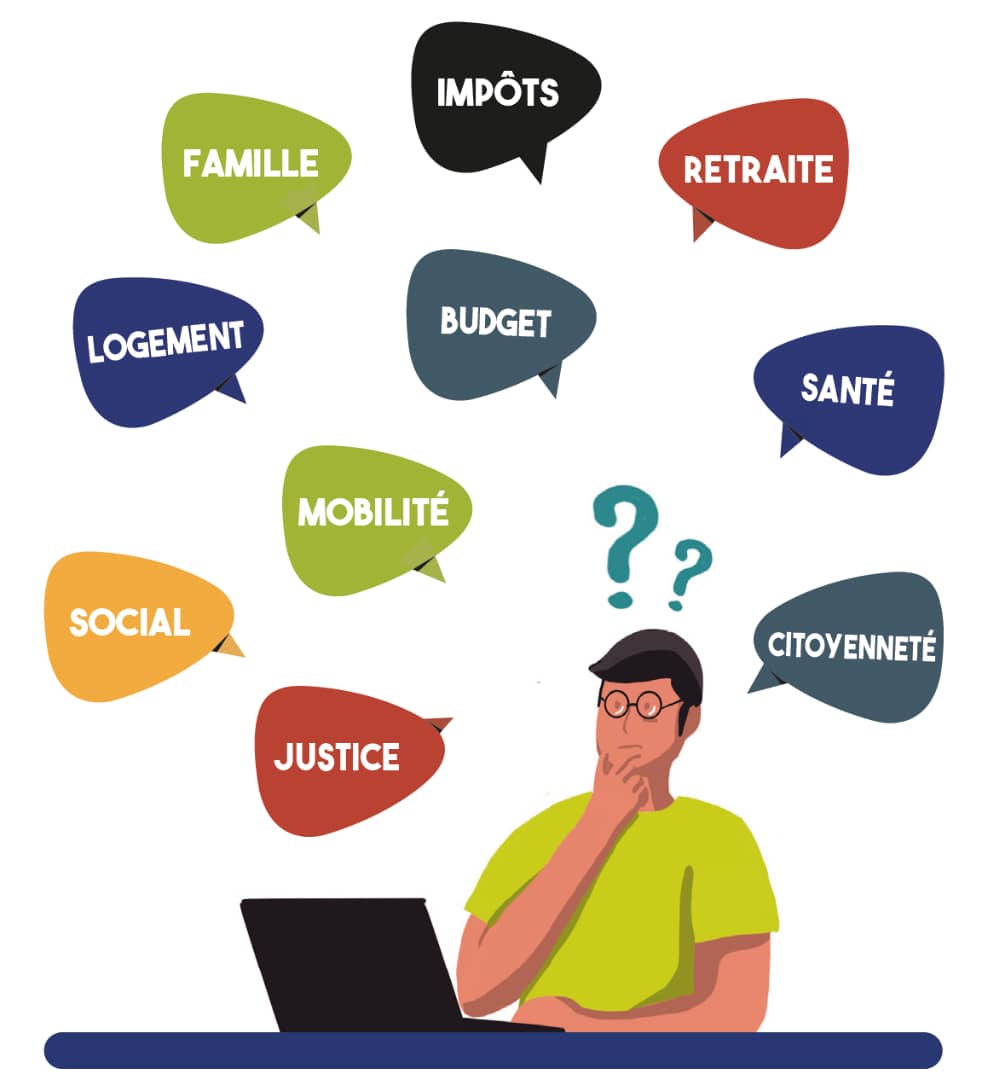 IMPÔTS
FAMILLE
RETRAITE
LOGEMENT
BUDGET
SANTÉ
MOBILITÉ
? ?
SOCIAL
CITOYENNETÉ
JUSTICE